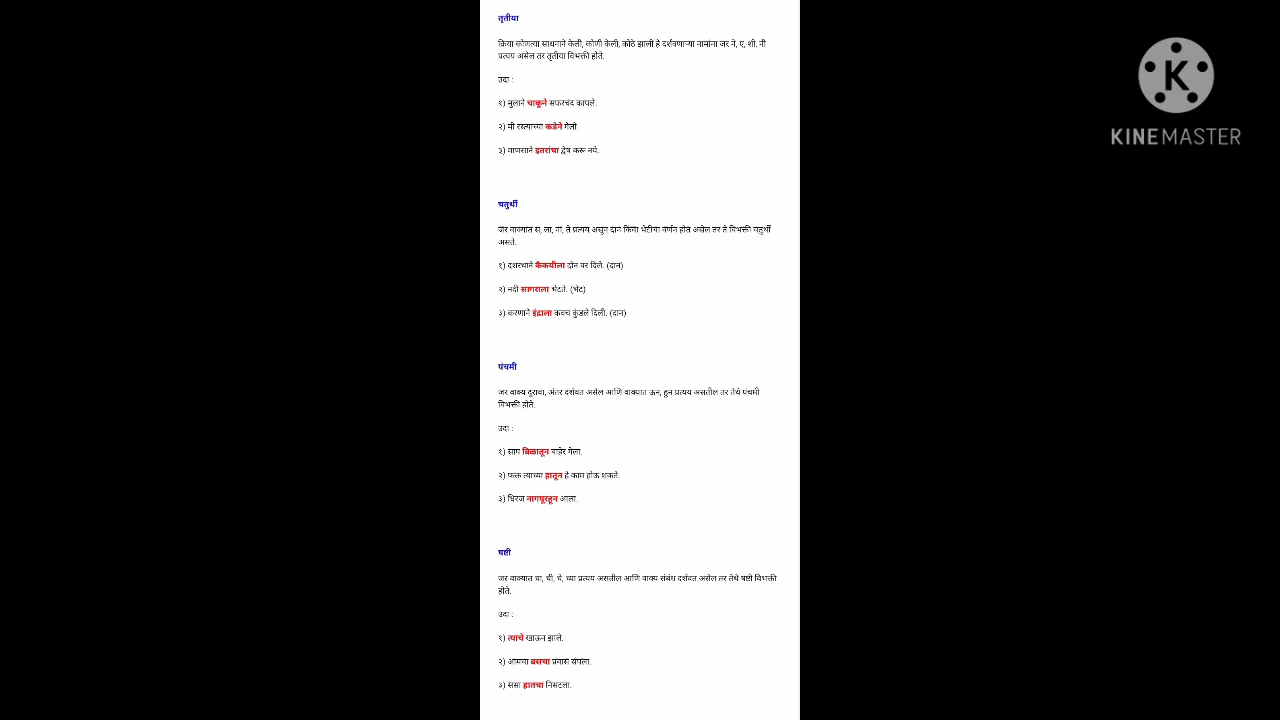 तृतीया
क्रिया कोणत्या साधनाने केली, कोणी केली, कोठे झाली हे दर्शवणाऱ्या नामांना जर ने, ए, शी, नी
प्रत्यय असेल तर तृतीया विभक्ती होते.
उदा :
१) मुलाने चाकूने सफरचंद कापले.
२) मी रस्त्याच्या कडेने गेलो.
३) माणसाने इतरांचा द्वेष करू नये.
चतुर्थी
जर वाक्यात स, ला, ना, ते प्रत्यय असून दान किंवा भेटीचा वर्णन होत असेल तर ते विभक्ती चतुर्थी
असते.
१) दशरथाने कैकयीला दोन वर दिले. (दान)
२) नदी सागराला भेटते. (भेट)
३) करणाने इंद्राला कवच कुंडले दिली. (दान)
पंचमी
जर वाक्य दुरावा, अंतर दर्शवत असेल आणि वाक्यात ऊन, हून प्रत्यय असतील तर तेथे पंचमी
विभक्ती होते.
उदा :
१) साप बिळातून बाहेर गेला.
२) फक्त त्याच्या हातून हे काम होऊ शकते.
३) धिरज नागपूरहून आला.
षष्टी
जर वाक्यात चा, ची, चे, च्या प्रत्यय असतील आणि वाक्य संबंध दर्शवत असेल तर तेथे षष्टी विभक्ती
होते.
उदा :
१) त्याचे खाऊन झाले.
२) आमचा बसचा प्रवास संपला.
३) ससा हातचा निसटला.
KINEMASTER